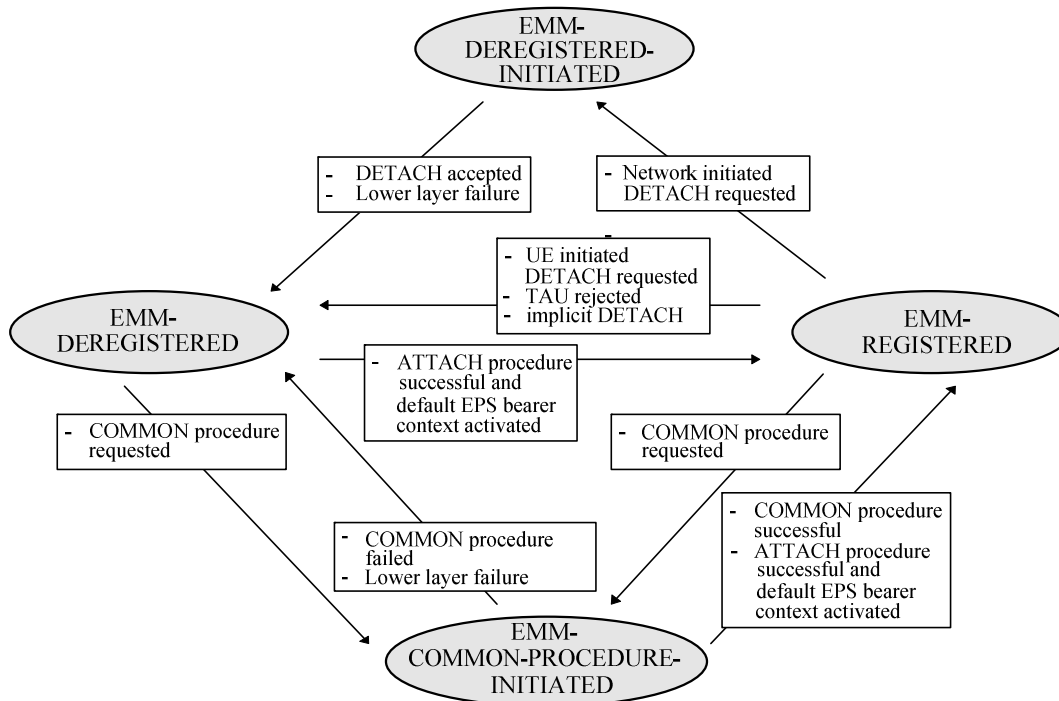 EMM-
DEREGISTERED-
INITIATED
- DETACH accepted
- Lower layer failure
- Network initiated
DETACH requested
-
- UE initiated
DETACH requested
- TAU rejected
- implicit DETACH
EMM-
DEREGISTERED
EMM-
REGISTERED
- ATTACH procedure
successful and
default EPS bearer
context activated
- COMMON procedure
requested
- COMMON procedure
requested
- COMMON procedure
failed
- Lower layer failure
- COMMON procedure
successful
- ATTACH procedure
successful and
default EPS bearer
context activated
EMM-
COMMON-PROCEDURE-
INITIATED